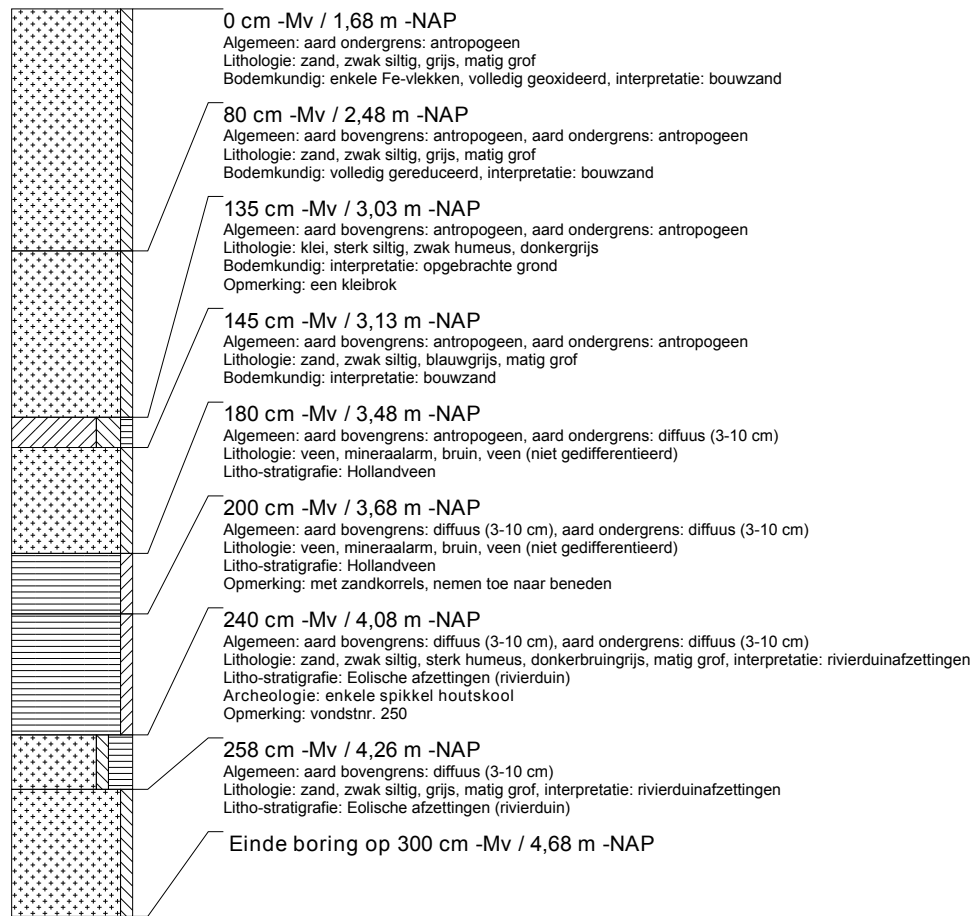 0 cm -Mv / 1,68 m -NAP
Algemeen: aard ondergrens: antropogeen
Lithologie: zand, zwak siltig, grijs, matig grof
Bodemkundig: enkele Fe-vlekken, volledig geoxideerd, interpretatie: bouwzand
80 cm -Mv / 2,48 m -NAP
Algemeen: aard bovengrens: antropogeen, aard ondergrens: antropogeen
Lithologie: zand, zwak siltig, grijs, matig grof
Bodemkundig: volledig gereduceerd, interpretatie: bouwzand
135 cm -Mv / 3,03 m -NAP
Algemeen: aard bovengrens: antropogeen, aard ondergrens: antropogeen
Lithologie: klei, sterk siltig, zwak humeus, donkergrijs
Bodemkundig: interpretatie: opgebrachte grond
Opmerking: een kleibrok
145 cm -Mv / 3,13 m -NAP
Algemeen: aard bovengrens: antropogeen, aard ondergrens: antropogeen
Lithologie: zand, zwak siltig, blauwgrijs, matig grof
Bodemkundig: interpretatie: bouwzand
180 cm -Mv / 3,48 m -NAP
Algemeen: aard bovengrens: antropogeen, aard ondergrens: diffuus (3-10 cm)
Lithologie: veen, mineraalarm, bruin, veen (niet gedifferentieerd)
Litho-stratigrafie: Hollandveen
200 cm -Mv / 3,68 m -NAP
Algemeen: aard bovengrens: diffuus (3-10 cm), aard ondergrens: diffuus (3-10 cm)
Lithologie: veen, mineraalarm, bruin, veen (niet gedifferentieerd)
Litho-stratigrafie: Hollandveen
Opmerking: met zandkorrels, nemen toe naar beneden
240 cm -Mv / 4,08 m -NAP
Algemeen: aard bovengrens: diffuus (3-10 cm), aard ondergrens: diffuus (3-10 cm)
Lithologie: zand, zwak siltig, sterk humeus, donkerbruingrijs, matig grof, interpretatie: rivierduinafzettingen
Litho-stratigrafie: Eolische afzettingen (rivierduin)
Archeologie: enkele spikkel houtskool
Opmerking: vondstnr. 250
258 cm -Mv / 4,26 m -NAP
Algemeen: aard bovengrens: diffuus (3-10 cm)
Lithologie: zand, zwak siltig, grijs, matig grof, interpretatie: rivierduinafzettingen
Litho-stratigrafie: Eolische afzettingen (rivierduin)
Einde boring op 300 cm -Mv / 4,68 m -NAP